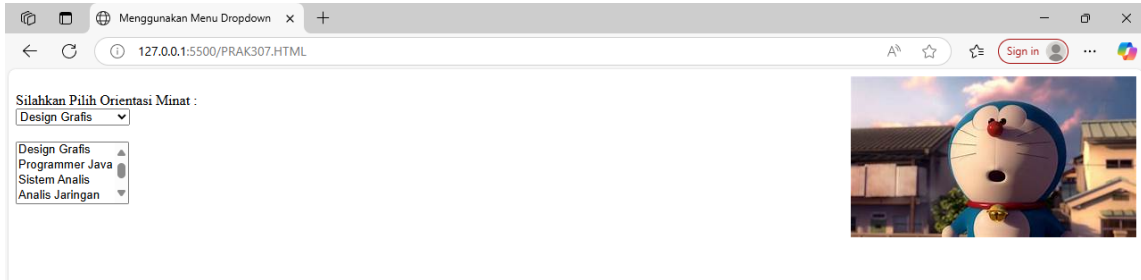 Menggunakan Menu Dropdown
127.0.0.1:5500/PRAK307.HTML
Sign in
Silahkan Pilih Orientasi Minat :
Design Grafis
Design Grafis
Programmer Java
Sistem Analis
Analis Jaringan